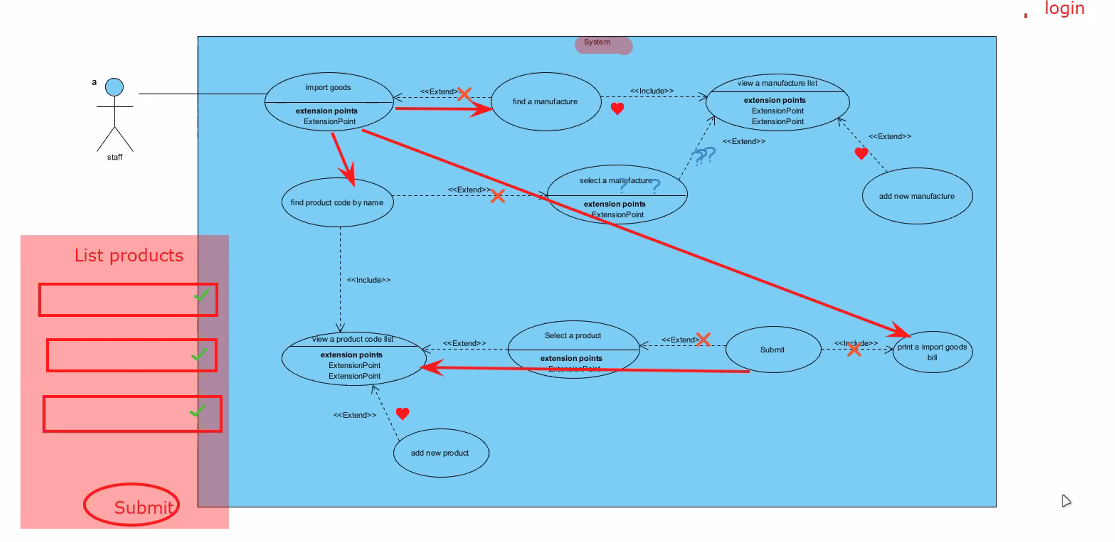 login
System
a
staff
import goods
extension points
ExtensionPoint
<<Extend>>
find a manufacture
<<Include>>
view a manufacture list
extension points
ExtensionPoint
ExtensionPoint
<<Extend>>
<<Extend>>
??
add new manufacture
find product code by name
<<Extend>>
select a manufacture
? ?
extension points
ExtensionPoint
List products
<<Include>>
view a product code list
extension points
ExtensionPoint
ExtensionPoint
<<Extend>>
Select a product
extension points
ExtensionPoint
<<Extend>>
Submit
<<Include>>
print a import goods
bill
<<Extend>>
add new product
Submit